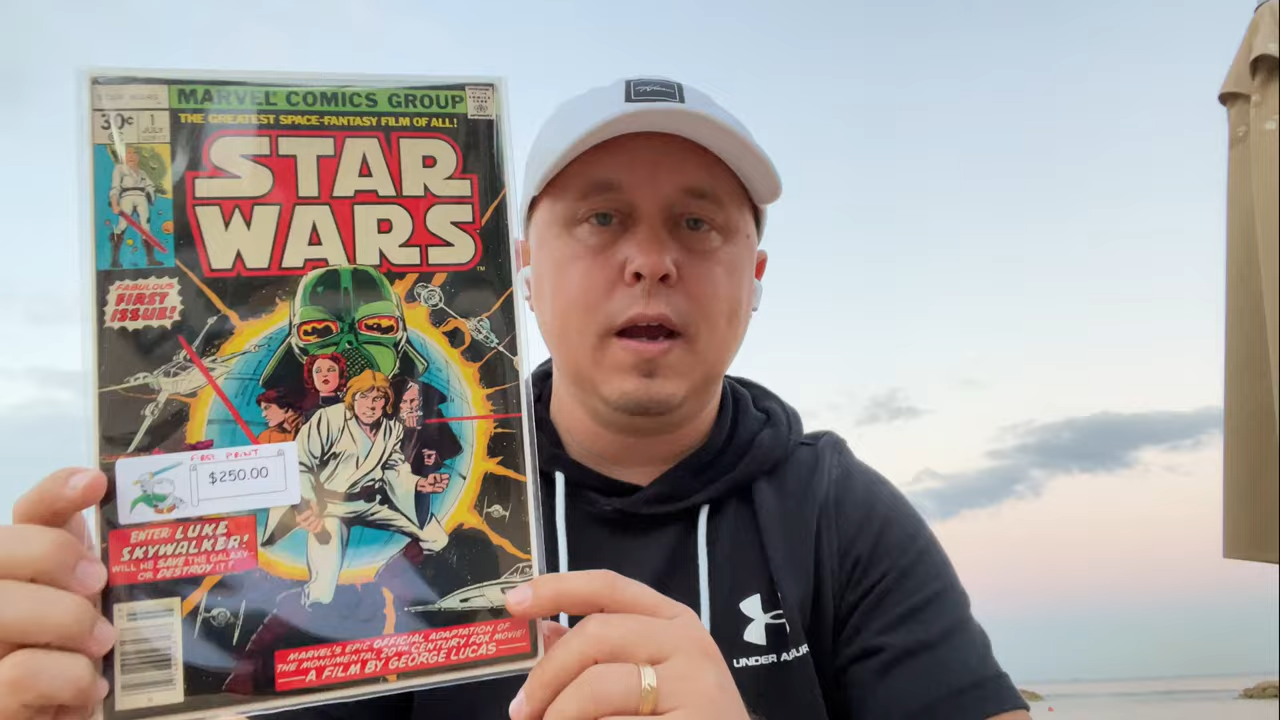 MARVEL COMICS GROUP
30¢
1
JULY
THE GREATEST SPACE-FANTASY FILM OF ALL!
STAR
WARS
TM
FABULOUS
FIRST
ISSUE!
FIRST PRINT
$250.00
ENTER: LUKE
SKYWALKER!
WILL HE SAVE THE GALAXY—
OR DESTROY IT?
MARVEL'S EPIC OFFICIAL ADAPTATION OF
THE MONUMENTAL 20TH CENTURY FOX MOVIE!
—A FILM BY GEORGE LUCAS—
UNDER ARMOUR